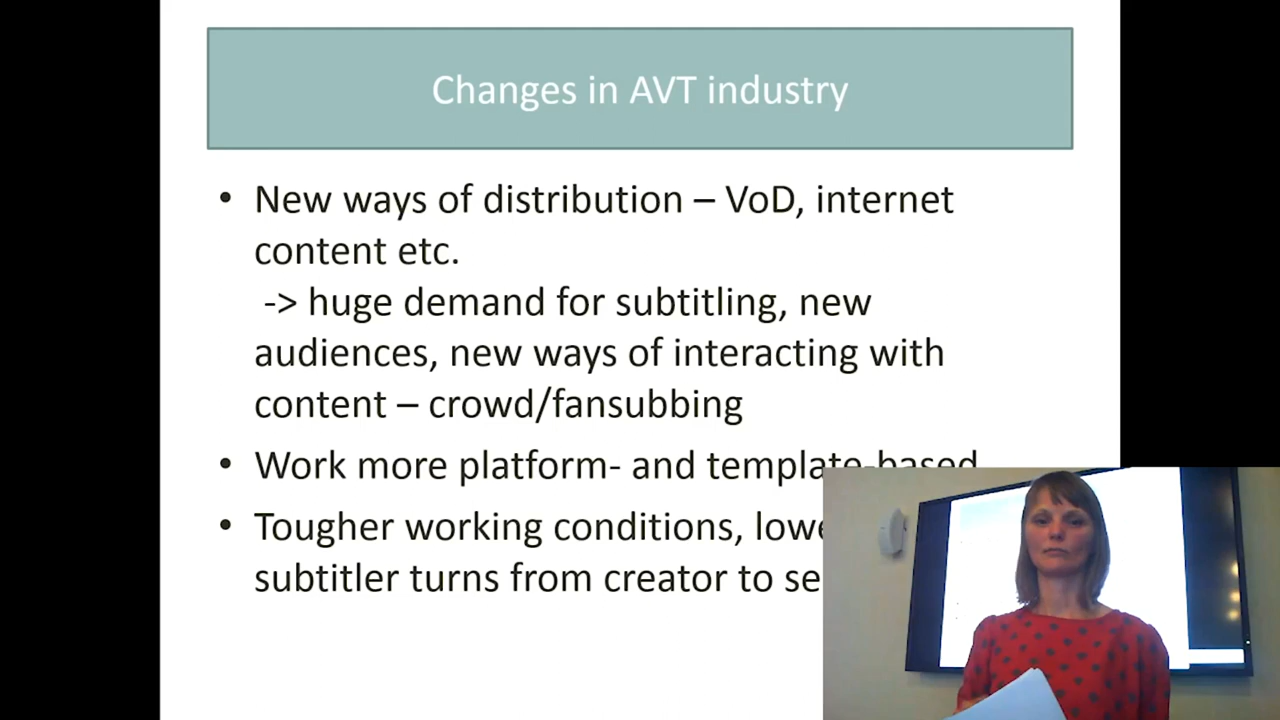 Changes in AVT industry
• New ways of distribution – VoD, internet
content etc.
-> huge demand for subtitling, new
audiences, new ways of interacting with
content – crowd/fansubbing
• Work more platform- and template-based
• Tougher working conditions,
subtitler turns from creator to